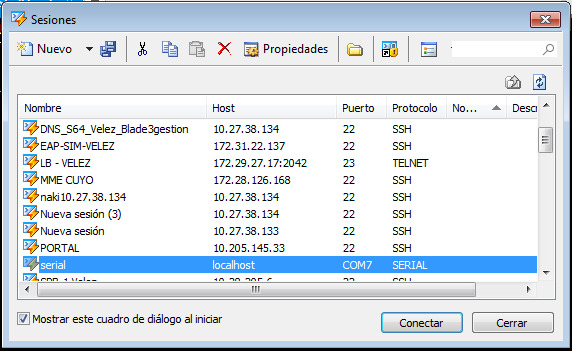 Sesiones
Nuevo Propiedades
Nombre Host Puerto Protocolo No... Descr
DNS_S64_Velez_Blade3gestion 10.27.38.134 22 SSH
EAP-SIM-VELEZ 172.31.22.137 22 SSH
LB - VELEZ 172.29.27.17;2042 23 TELNET
MME CUYO 172.28.126.168 22 SSH
naki10.27.38.134 10.27.38.134 22 SSH
Nueva sesión (3) 10.27.38.134 22 SSH
Nueva sesión 10.27.38.133 22 SSH
PORTAL 10.205.145.33 22 SSH
serial localhost COM7 SERIAL
Mostrar este cuadro de diálogo al iniciar
Conectar Cerrar